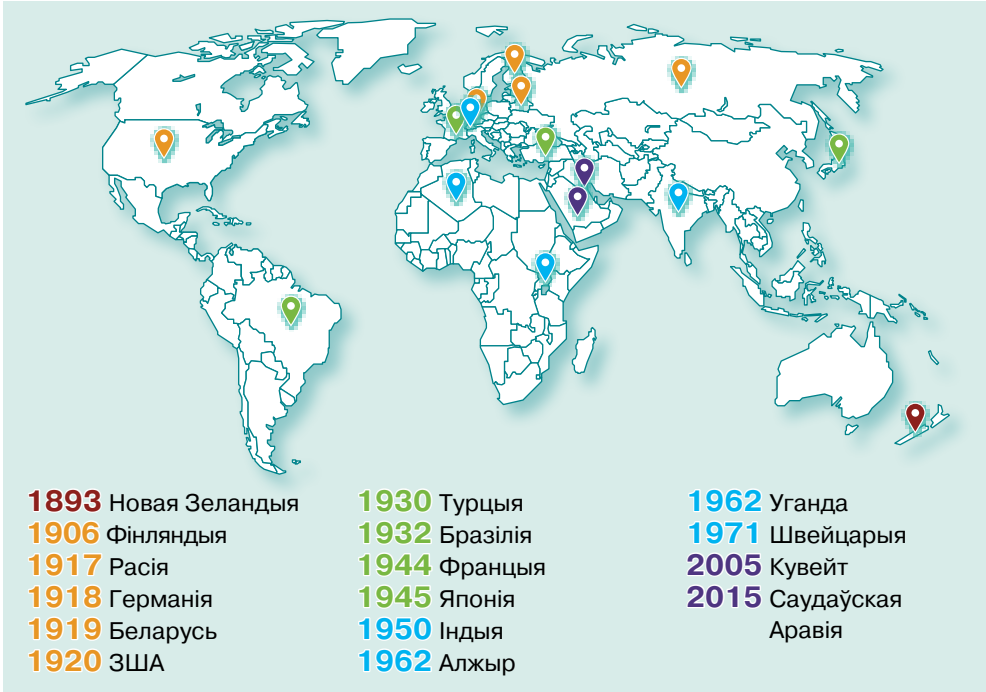 1893 Новая Зеландыя
1906 Фінляндыя
1917 Расія
1918 Германія
1919 Беларусь
1920 ЗША
1930 Турцыя
1932 Бразілія
1944 Францыя
1945 Японія
1950 Індыя
1962 Алжыр
1962 Уганда
1971 Швейцарыя
2005 Кувейт
2015 Саудаўская
Аравія